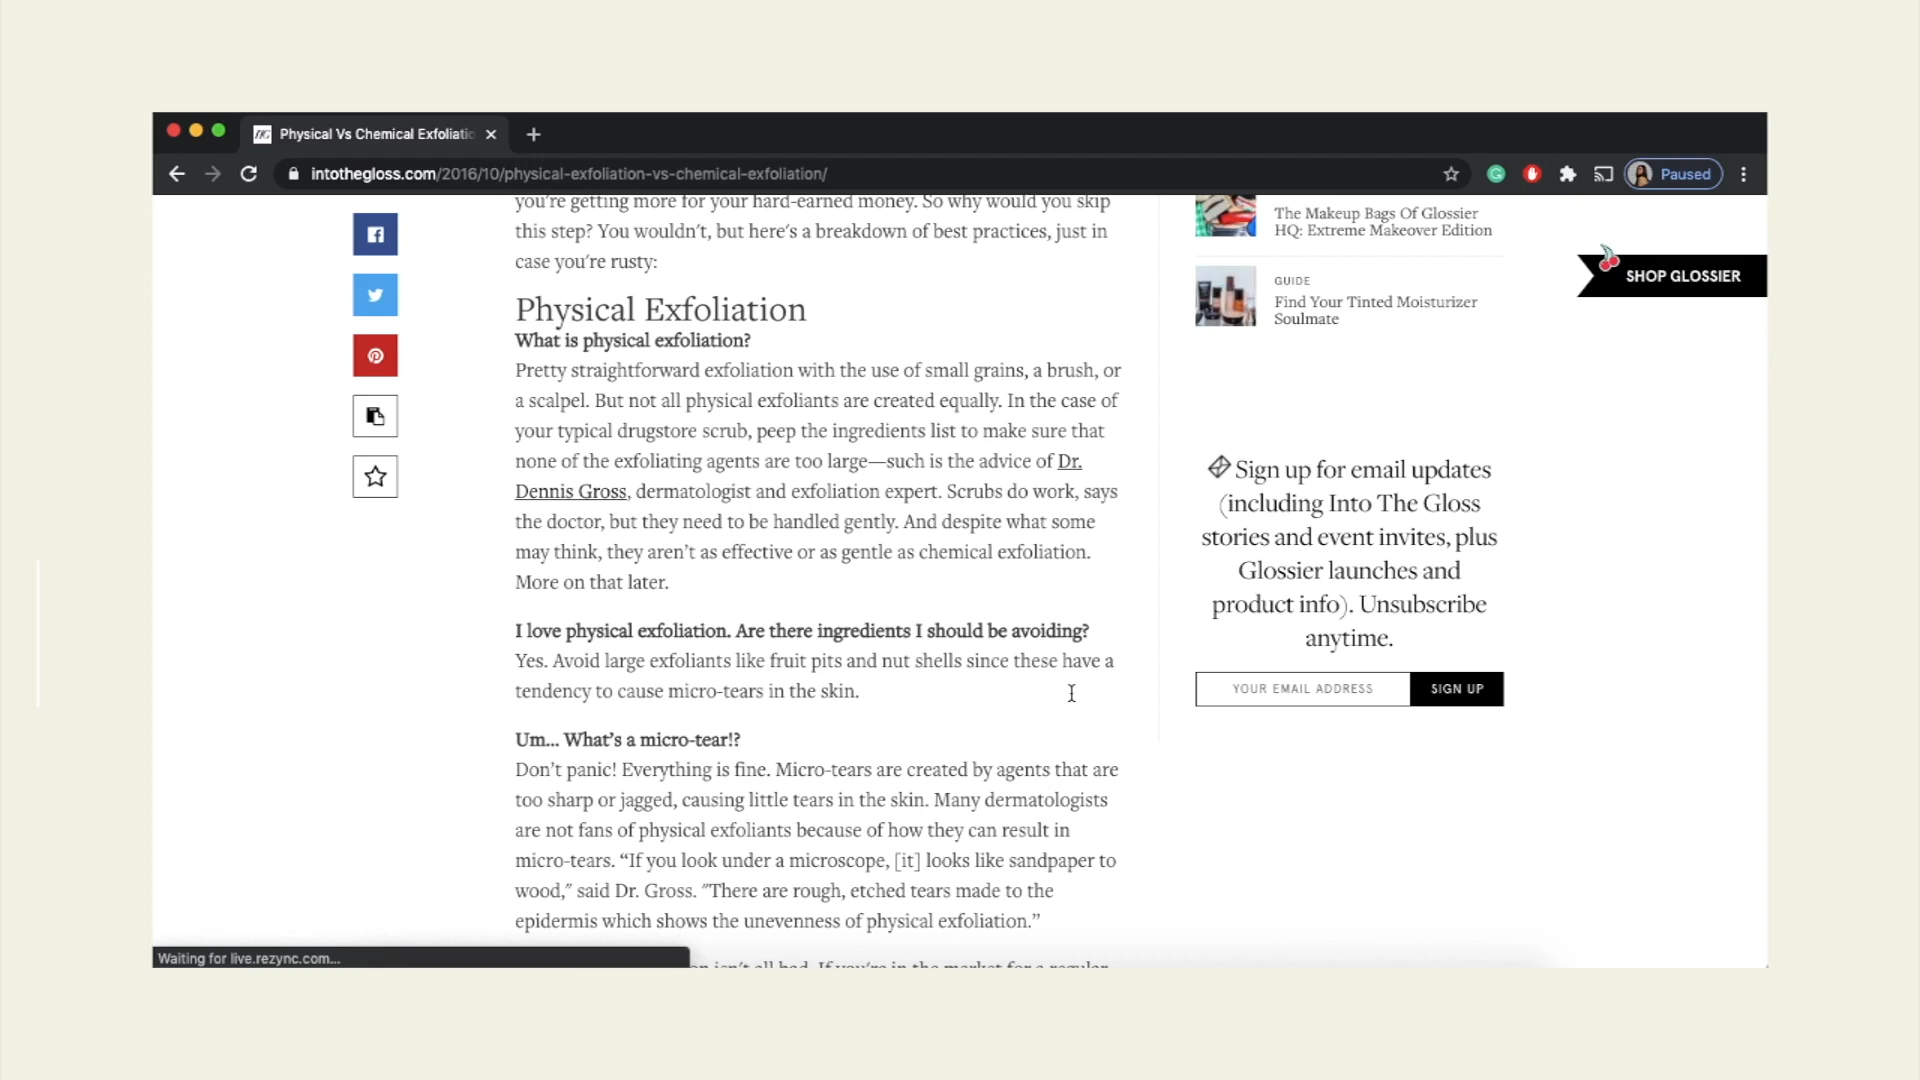 Physical Vs Chemical Exfoliatio
intothegloss.com/2016/10/physical-exfoliation-vs-chemical-exfoliation/
Paused
you're getting more for your hard-earned money. So why would you skip
this step? You wouldn't, but here's a breakdown of best practices, just in
case you're rusty:
Physical Exfoliation
What is physical exfoliation?
Pretty straightforward exfoliation with the use of small grains, a brush, or
a scalpel. But not all physical exfoliants are created equally. In the case of
your typical drugstore scrub, peep the ingredients list to make sure that
none of the exfoliating agents are too large—such is the advice of Dr.
Dennis Gross, dermatologist and exfoliation expert. Scrubs do work, says
the doctor, but they need to be handled gently. And despite what some
may think, they aren't as effective or as gentle as chemical exfoliation.
More on that later.
I love physical exfoliation. Are there ingredients I should be avoiding?
Yes. Avoid large exfoliants like fruit pits and nut shells since these have a
tendency to cause micro-tears in the skin.
Um... What's a micro-tear!?
Don't panic! Everything is fine. Micro-tears are created by agents that are
too sharp or jagged, causing little tears in the skin. Many dermatologists
are not fans of physical exfoliants because of how they can result in
micro-tears. “If you look under a microscope, [it] looks like sandpaper to
wood,” said Dr. Gross. "There are rough, etched tears made to the
epidermis which shows the unevenness of physical exfoliation.”
isn't all bad. If you're in the market for a regular
The Makeup Bags Of Glossier
HQ: Extreme Makeover Edition
GUIDE
Find Your Tinted Moisturizer
Soulmate
SHOP GLOSSIER
Sign up for email updates
(including Into The Gloss
stories and event invites, plus
Glossier launches and
product info). Unsubscribe
anytime.
YOUR EMAIL ADDRESS
SIGN UP
Waiting for live.rezync.com...